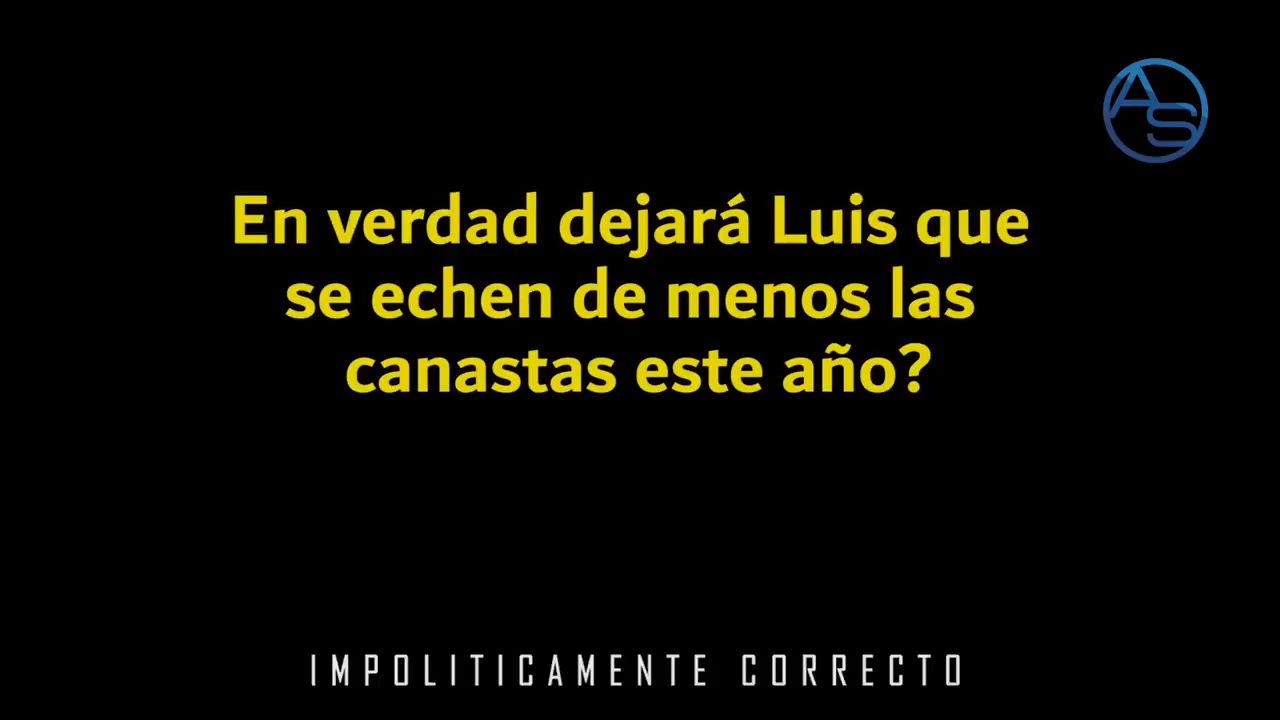 AS
En verdad dejará Luis que
se echen de menos las
canastas este año?
IMPOLITICAMENTE CORRECTO